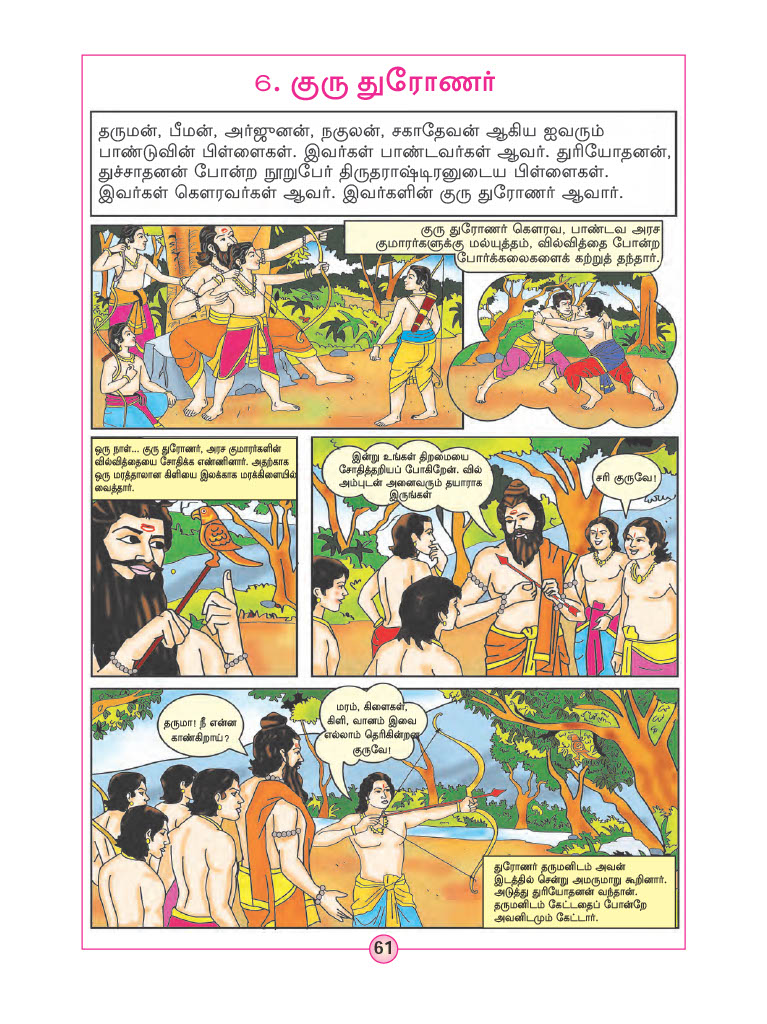 6. குரு துரோணர்
தருமன், பீமன், அர்ஜுனன், நகுலன், சகாதேவன் ஆகிய ஐவரும்
பாண்டுவின் பிள்ளைகள். இவர்கள் பாண்டவர்கள் ஆவர். துரியோதனன்,
துச்சாதனன் போன்ற நூறுபேர் திருதராஷ்டிரனுடைய பிள்ளைகள்.
இவர்கள் கௌரவர்கள் ஆவர். இவர்களின் குரு துரோணர் ஆவார்.
குரு துரோணர் கௌரவ, பாண்டவ அரச
குமாரர்களுக்கு மல்யுத்தம், வில்வித்தை போன்ற
போர்க்கலைகளைக் கற்றுத் தந்தார்.
ஒரு நாள்... குரு துரோணர், அரச குமாரர்களின்
வில்வித்தையை சோதிக்க எண்ணினார். அதற்காக
ஒரு மரத்தாலான கிளியை இலக்காக மரக்கிளையில்
வைத்தார்.
இன்று உங்கள் திறமையை
சோதித்தறியப் போகிறேன். வில்
அம்புடன் அனைவரும் தயாராக
இருங்கள்
சரி குருவே!
தருமா! நீ என்ன
காண்கிறாய்?
மரம், கிளைகள்,
கிளி, வானம் இவை
எல்லாம் தெரிகின்றன
குருவே!
துரோணர் தருமனிடம் அவன்
இடத்தில் சென்று அமருமாறு கூறினார்.
அடுத்து துரியோதனன் வந்தான்.
தருமனிடம் கேட்டதைப் போன்றே
அவனிடமும் கேட்டார்.
61